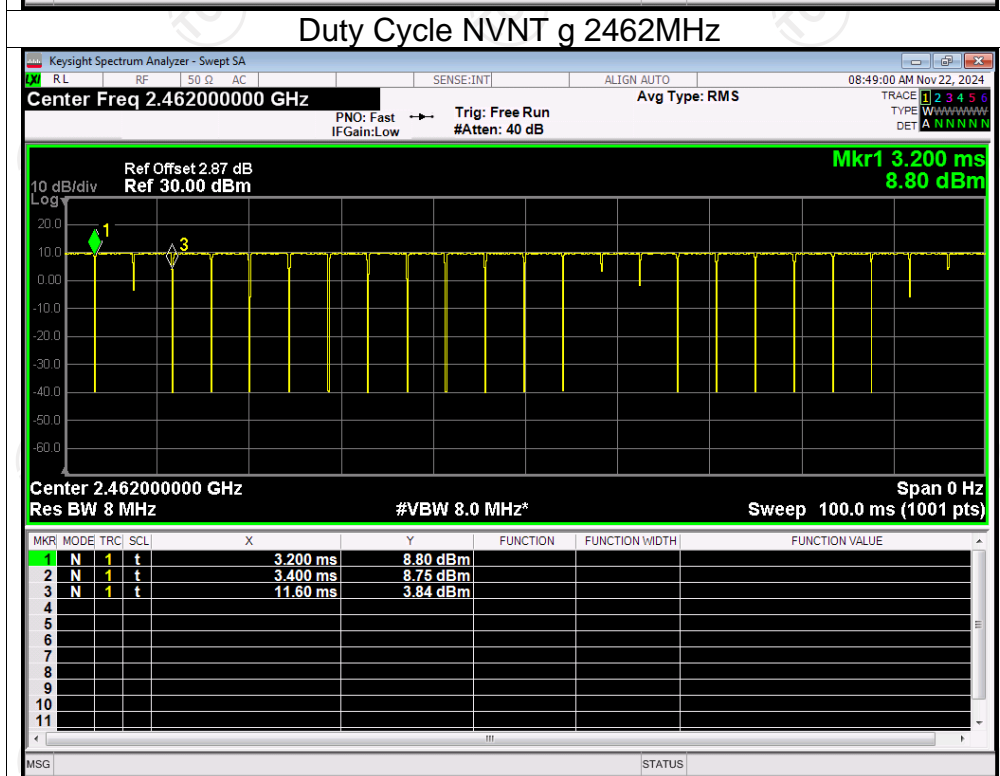 Duty Cycle NVNT g 2462MHz
Keysight Spectrum Analyzer - Swept SA
LXI RL RF 50 Ω AC SENSE:INT ALIGN AUTO 08:49:00 AM Nov 22, 2024
Center Freq 2.462000000 GHz Avg Type: RMS TRACE 1 2 3 4 5 6
PNO: Fast Trig: Free Run TYPE WWWWWW
IFGain:Low #Atten: 40 dB DET A N N N N N
Mkr1 3.200 ms
8.80 dBm
Ref Offset 2.87 dB
10 dB/div Ref 30.00 dBm
Log
20.0
1
3
10.0
0.00
-10.0
-20.0
-30.0
-40.0
-50.0
-60.0
Center 2.462000000 GHz Span 0 Hz
Res BW 8 MHz #VBW 8.0 MHz* Sweep 100.0 ms (1001 pts)
MKR MODE TRC SCL X Y FUNCTION FUNCTION WIDTH FUNCTION VALUE
1 N 1 t 3.200 ms 8.80 dBm
2 N 1 t 3.400 ms 8.75 dBm
3 N 1 t 11.60 ms 3.84 dBm
4
5
6
7
8
9
10
11
MSG STATUS